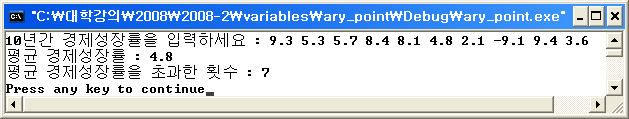 "C:₩대학강의₩2008₩2008-2₩variables₩ary_point₩Debug₩ary_point.exe"
10년간 경제성장률을 입력하세요 : 9.3 5.3 5.7 8.4 8.1 4.8 2.1 -9.1 9.4 3.6
평균 경제성장률 : 4.8
평균 경제성장률을 초과한 횟수 : 7
Press any key to continue